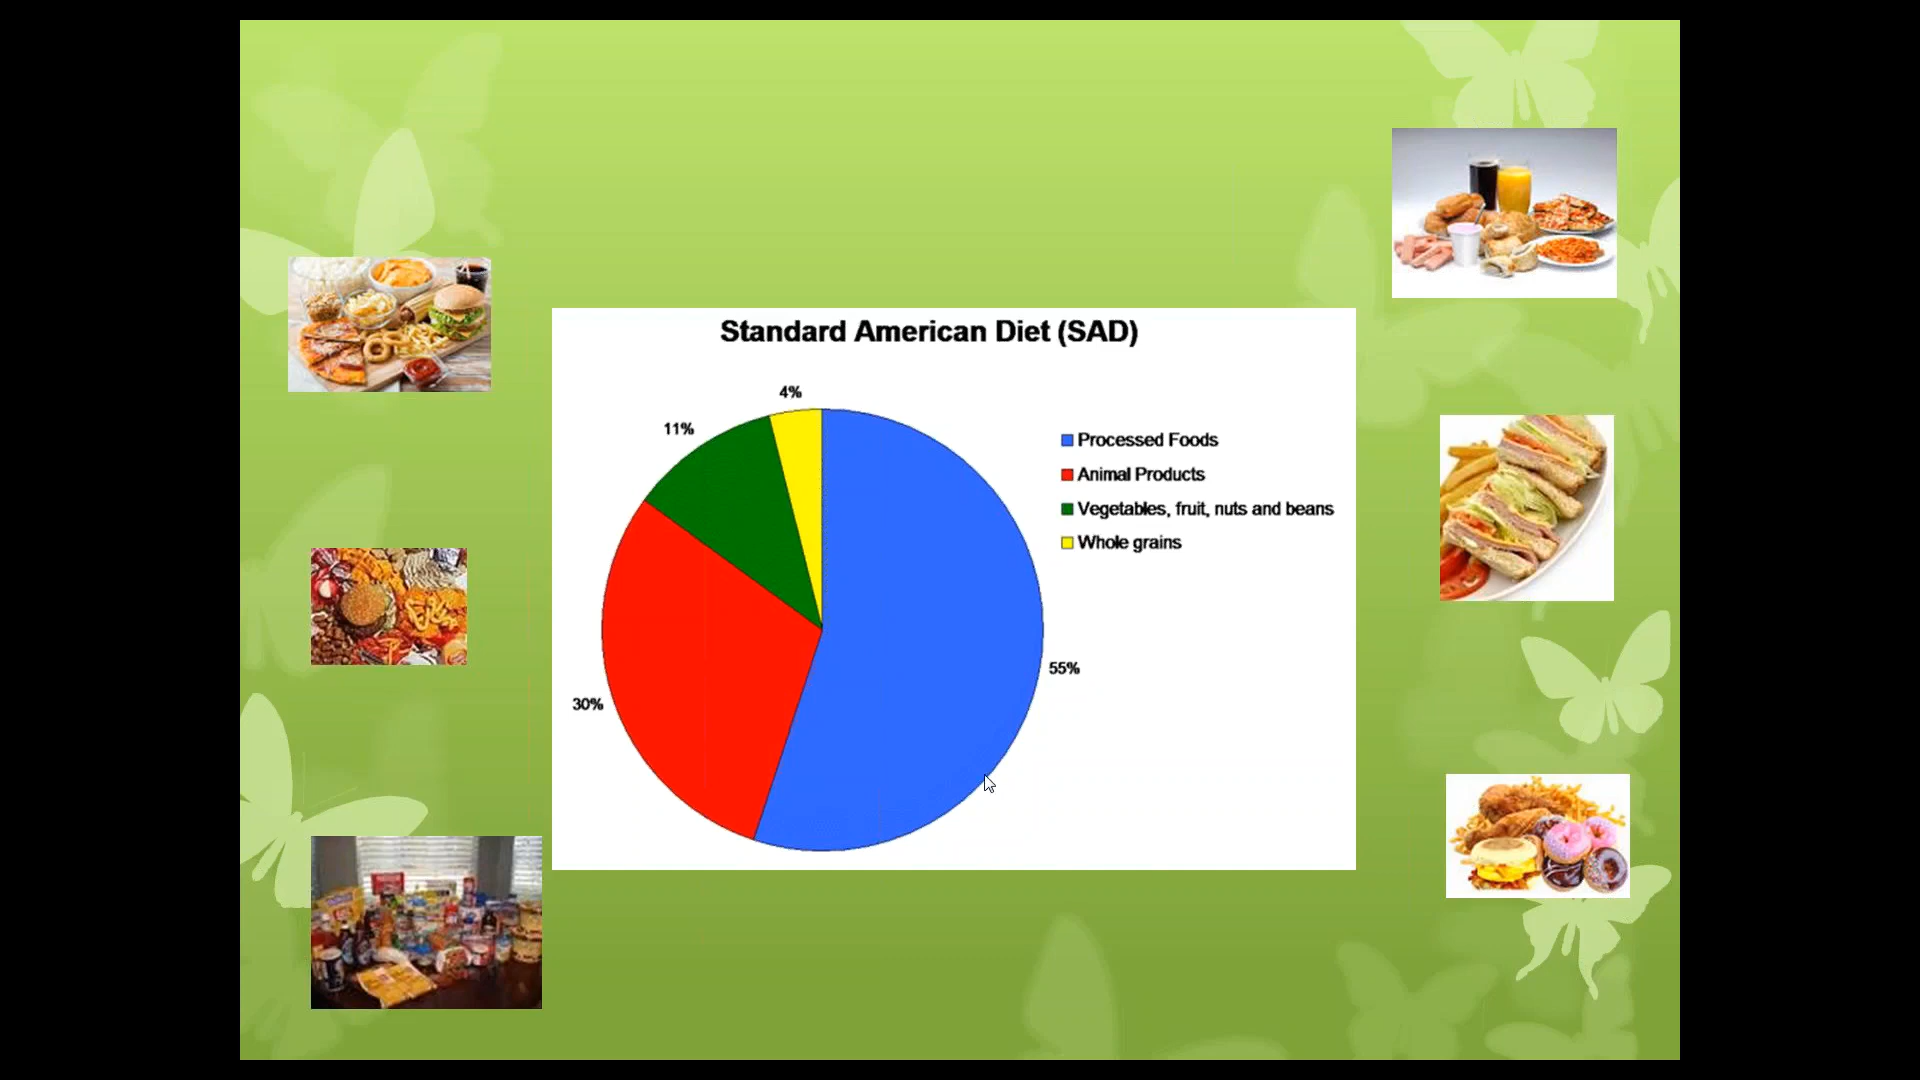 Standard American Diet (SAD)
4%
11%
Processed Foods
Animal Products
Vegetables, fruit, nuts and beans
Whole grains
55%
30%